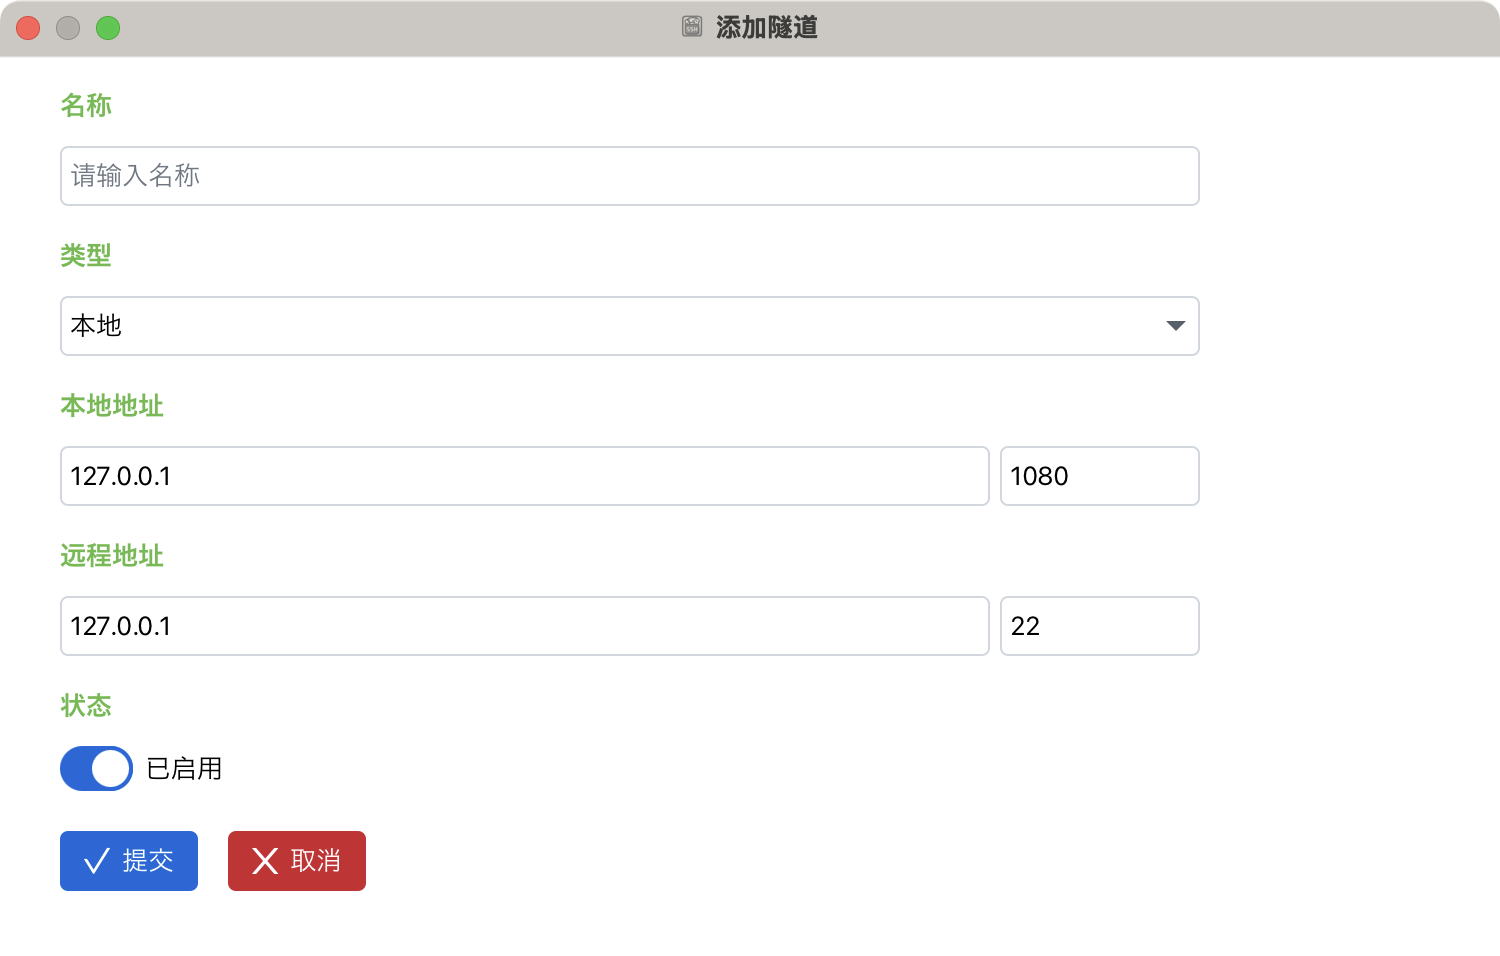 添加隧道
名称
请输入名称
类型
本地
本地地址
127.0.0.1 1080
远程地址
127.0.0.1 22
状态
已启用
提交 取消